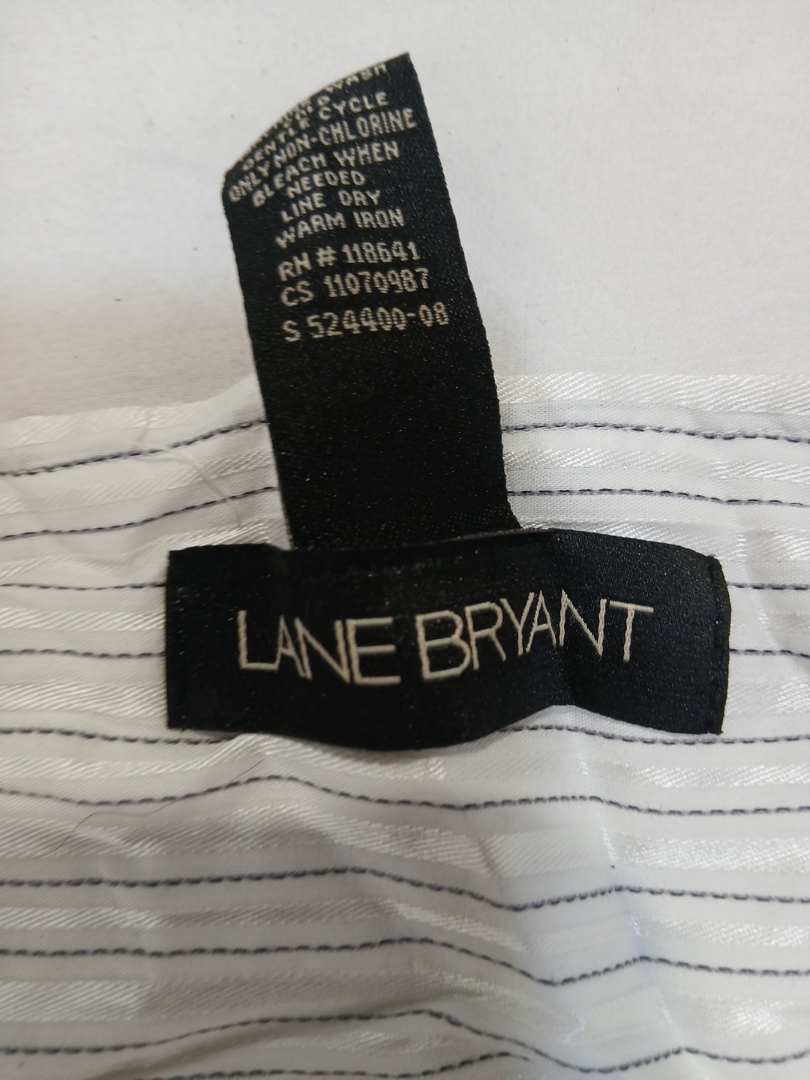 WASH
GENTLE CYCLE
ONLY NON-CHLORINE
BLEACH WHEN
NEEDED
LINE DRY
WARM IRON
RN # 118641
CS 11070987
S 524400-08
LANE BRYANT